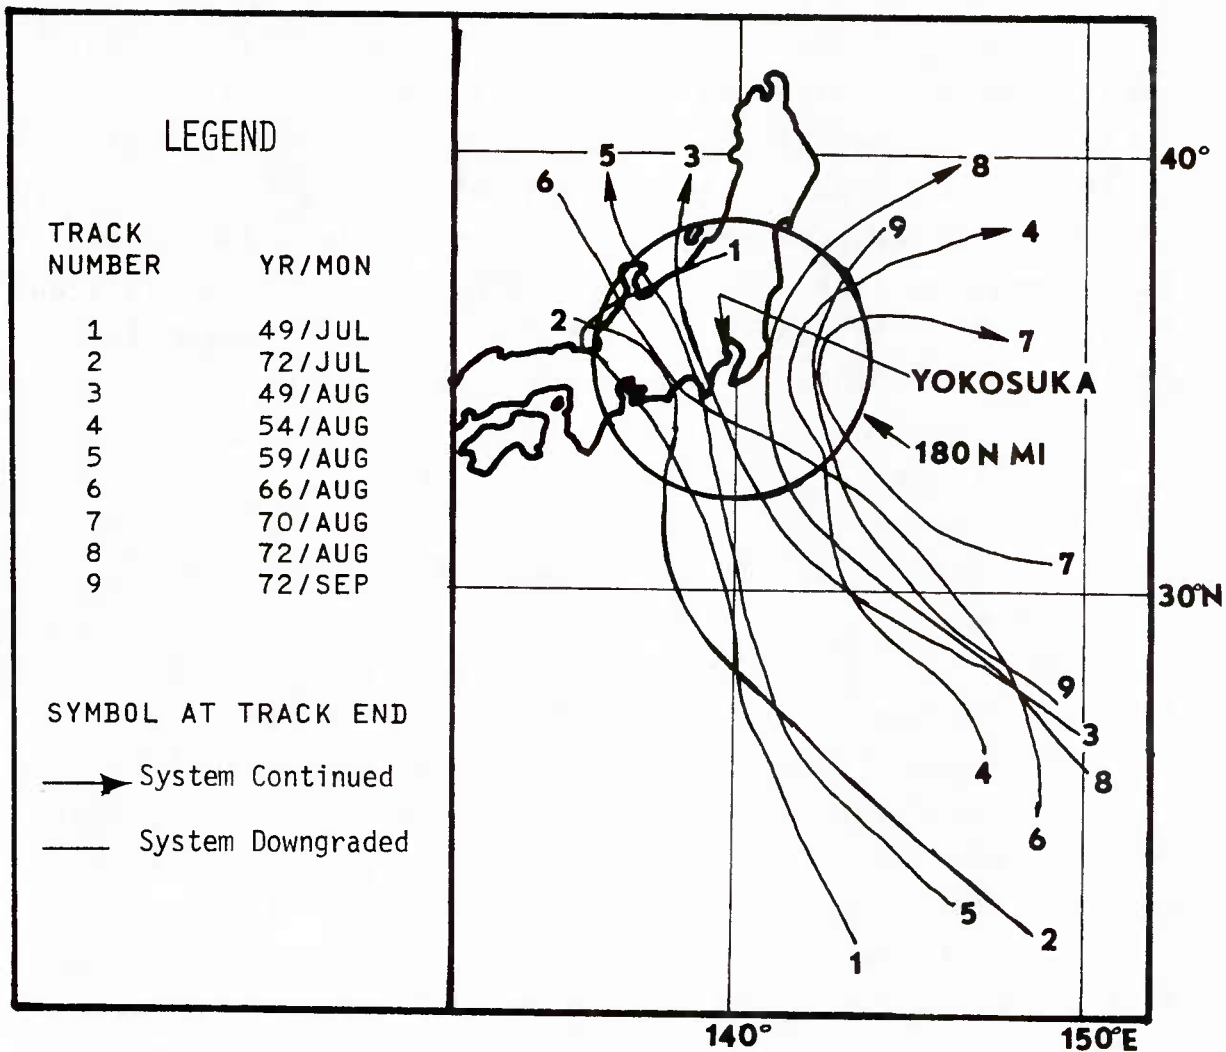 LEGEND
TRACK
NUMBER YR/MON
1 49/JUL
2 72/JUL
3 49/AUG
4 54/AUG
5 59/AUG
6 66/AUG
7 70/AUG
8 72/AUG
9 72/SEP
SYMBOL AT TRACK END
System Continued
System Downgraded
5 3 40°
6 8
9 4
1
2
7
YOKOSUKA
180 N MI
7
30°N
9
3
4 8
6
5
2
1
140° 150°E